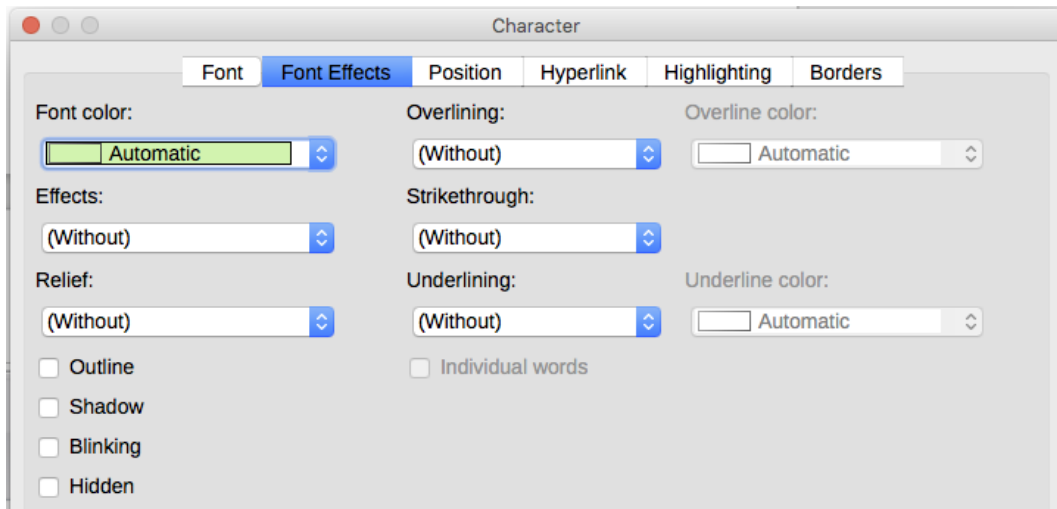 Character
Font Font Effects Position Hyperlink Highlighting Borders
Font color: Overlining: Overline color:
Automatic (Without) Automatic
Effects: Strikethrough:
(Without) (Without)
Relief: Underlining: Underline color:
(Without) (Without) Automatic
Outline Individual words
Shadow
Blinking
Hidden